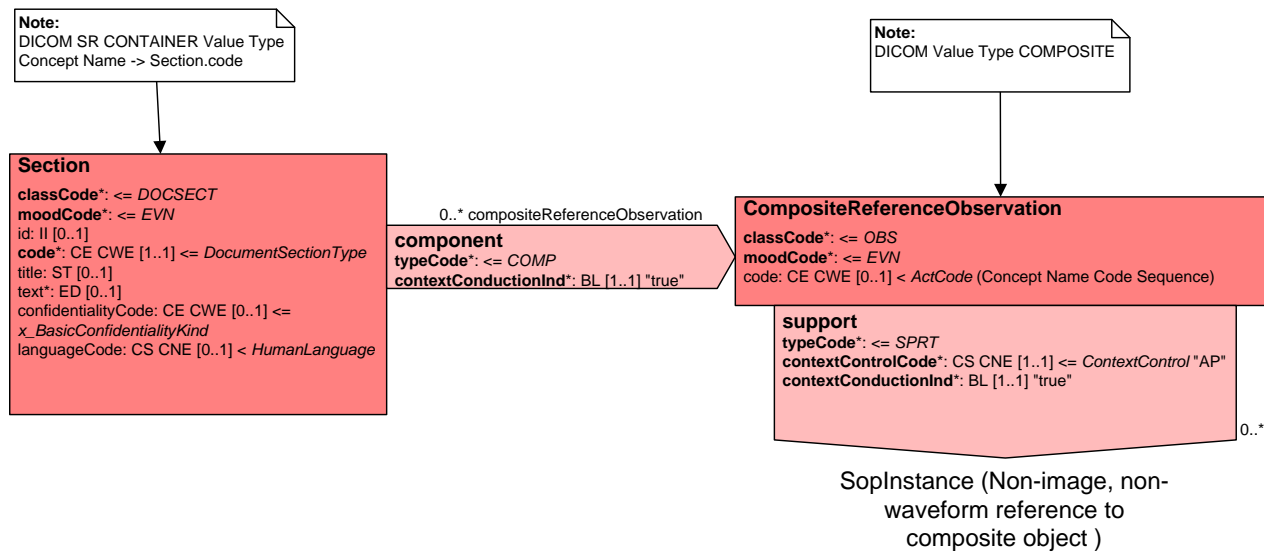 Note:
DICOM SR CONTAINER Value Type
Concept Name -> Section.code
Note:
DICOM Value Type COMPOSITE
Section
classCode*: <= DOCSECT
moodCode*: <= EVN
id: II [0..1]
code*: CE CWE [1..1] <= DocumentSectionType
title: ST [0..1]
text*: ED [0..1]
confidentialityCode: CE CWE [0..1] <=
x_BasicConfidentialityKind
languageCode: CS CNE [0..1] < HumanLanguage
0..* compositeReferenceObservation
component
typeCode*: <= COMP
contextConductionInd*: BL [1..1] "true"
CompositeReferenceObservation
classCode*: <= OBS
moodCode*: <= EVN
code: CE CWE [0..1] < ActCode (Concept Name Code Sequence)
support
typeCode*: <= SPRT
contextControlCode*: CS CNE [1..1] <= ContextControl "AP"
contextConductionInd*: BL [1..1] "true"
0..*
SopInstance (Non-image, non-
waveform reference to
composite object )